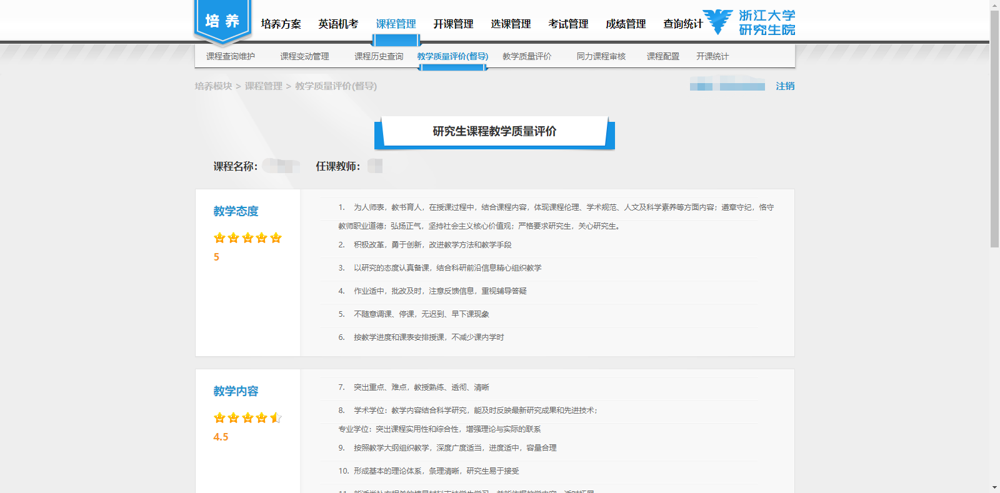 培养
培养方案 英语机考 课程管理 开课管理 选课管理 考试管理 成绩管理 查询统计
浙江大学
研究生院
课程查询维护 课程变动管理 课程历史查询 教学质量评价(督导) 教学质量评价 同力课程审核 课程配置 开课统计
培养模块 > 课程管理 > 教学质量评价(督导)
注销
研究生课程教学质量评价
课程名称： 任课教师：
教学态度
5
1. 为人师表，教书育人，在授课过程中，结合课程内容，体现课程伦理、学术规范、人文及科学素养等方面内容；遵章守纪，恪守
教师职业道德；弘扬正气，坚持社会主义核心价值观；严格要求研究生，关心研究生。
2. 积极改革，勇于创新，改进教学方法和教学手段
3. 以研究的态度认真备课，结合科研前沿信息精心组织教学
4. 作业适中，批改及时，注意反馈信息，重视辅导答疑
5. 不随意调课、停课，无迟到、早下课现象
6. 按教学进度和课表安排授课，不减少课内学时
教学内容
4.5
7. 突出重点、难点，教授熟练、透彻、清晰
8. 学术学位：教学内容结合科学研究，能及时反映最新研究成果和先进技术；
专业学位：突出课程实用性和综合性，增强理论与实际的联系
9. 按照教学大纲组织教学，深度广度适当，进度适中，容量合理
10. 形成基本的理论体系，条理清晰，研究生易于接受